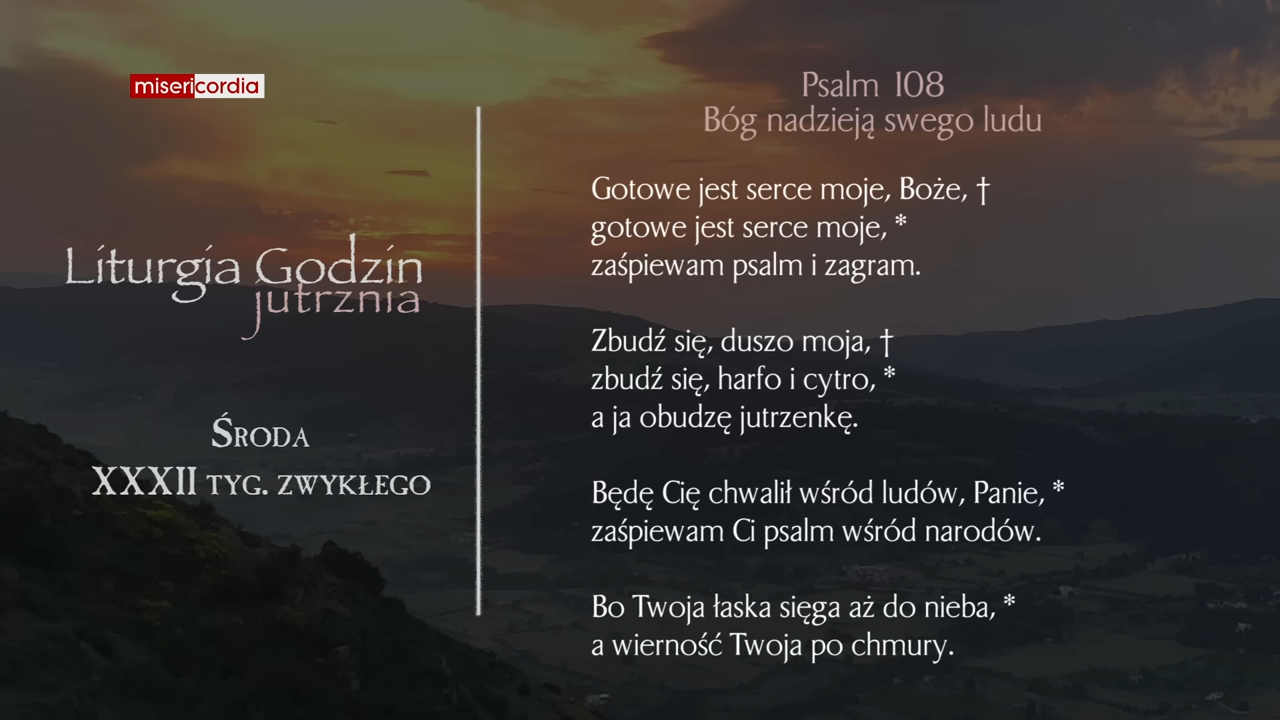 misericordia
Liturgia Godzin
jutrznia
Środa
XXXII tyg. zwykłego
Psalm 108
Bóg nadzieją swego ludu
Gotowe jest serce moje, Boże, †
gotowe jest serce moje, *
zaśpiewam psalm i zagram.
Zbudź się, duszo moja, †
zbudź się, harfo i cytro, *
a ja obudzę jutrzenkę.
Będę Cię chwalił wśród ludów, Panie, *
zaśpiewam Ci psalm wśród narodów.
Bo Twoja łaska sięga aż do nieba, *
a wierność Twoja po chmury.